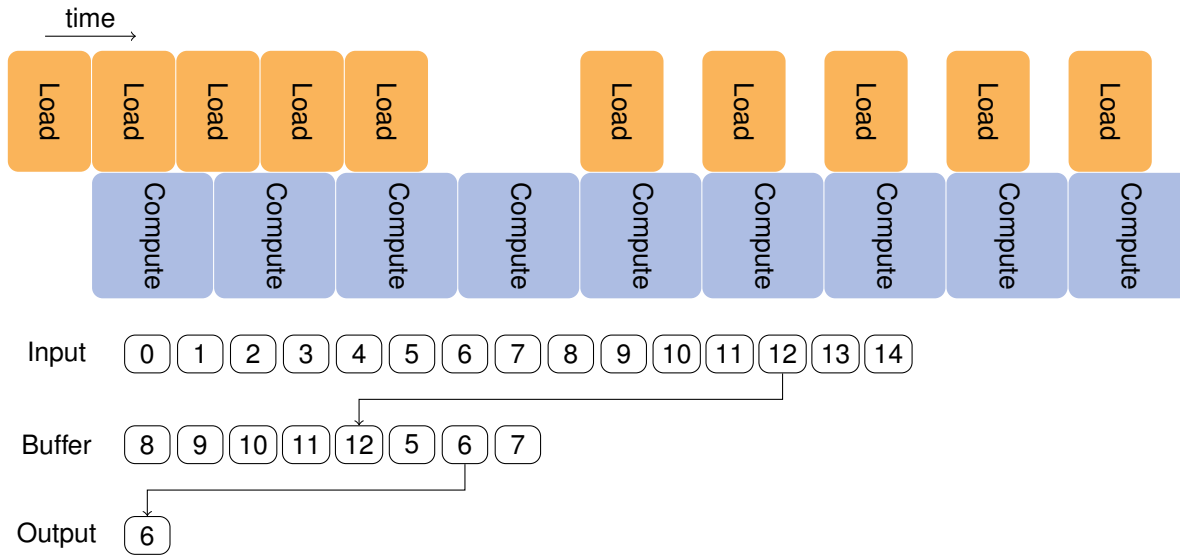 time
Load Load Load Load Load Load Load Load Load Load
Compute Compute Compute Compute Compute Compute Compute Compute Compute
Input 0 1 2 3 4 5 6 7 8 9 10 11 12 13 14
Buffer 8 9 10 11 12 5 6 7
Output 6